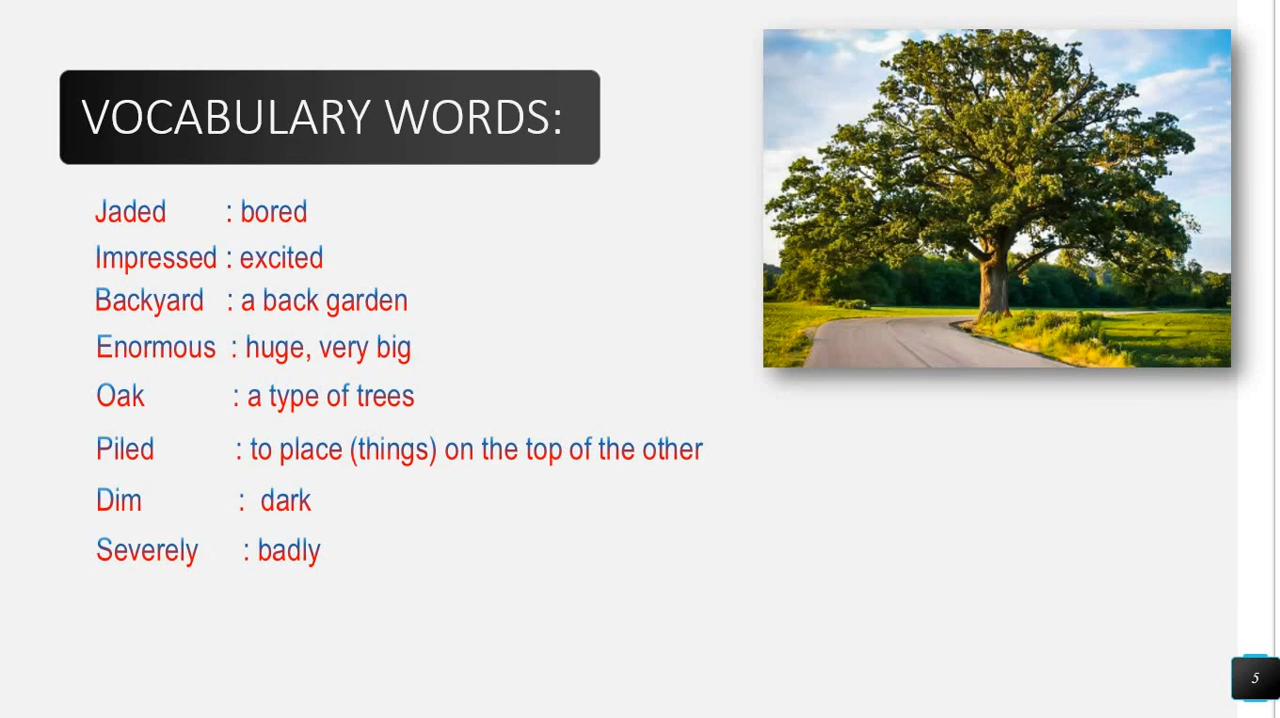 VOCABULARY WORDS:
Jaded : bored
Impressed : excited
Backyard : a back garden
Enormous : huge, very big
Oak : a type of trees
Piled : to place (things) on the top of the other
Dim : dark
Severely : badly
5